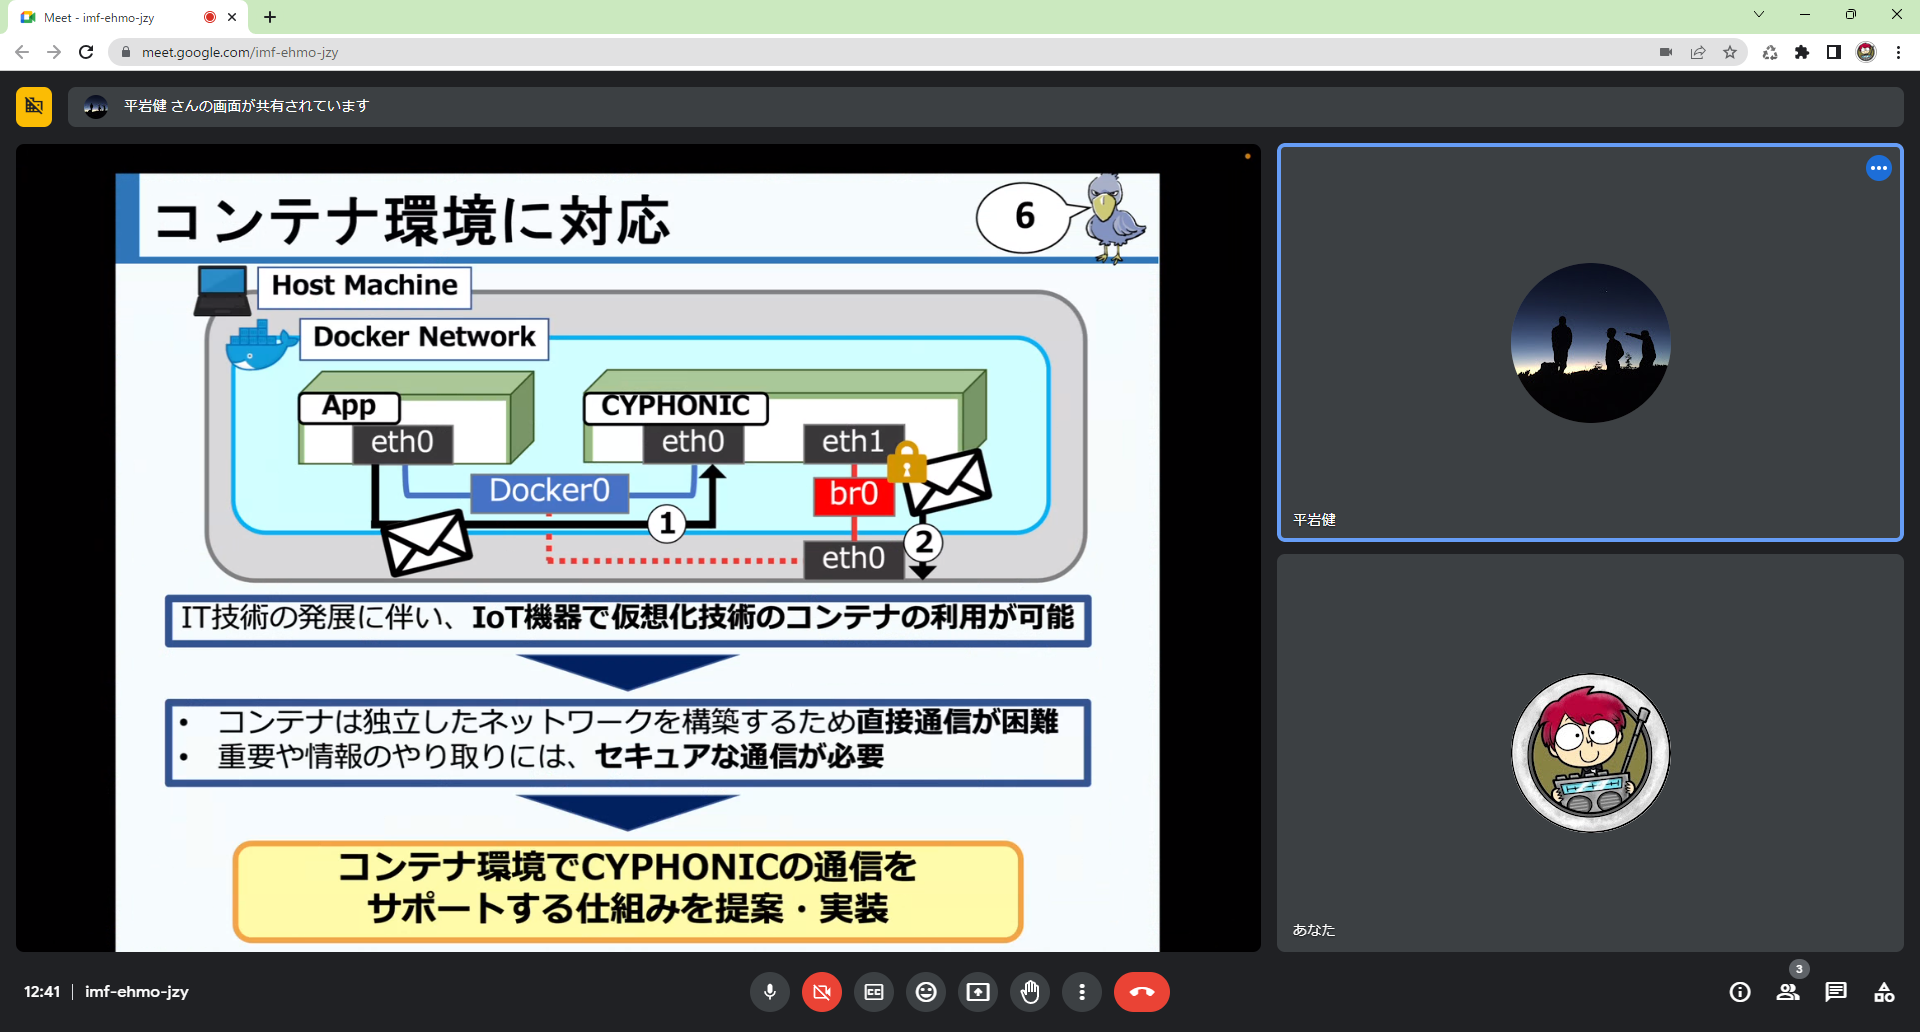 Meet - imf-ehmo-jzy
meet.google.com/imf-ehmo-jzy
平岩健 さんの画面が共有されています
コンテナ環境に対応
6
Host Machine
Docker Network
App
CYPHONIC
eth0
eth0
eth1
Docker0
br0
1
2
eth0
IT技術の発展に伴い、IoT機器で仮想化技術のコンテナの利用が可能
• コンテナは独立したネットワークを構築するため直接通信が困難
• 重要や情報のやり取りには、セキュアな通信が必要
コンテナ環境でCYPHONICの通信を
サポートする仕組みを提案・実装
平岩健
あなた
12:41 | imf-ehmo-jzy
3